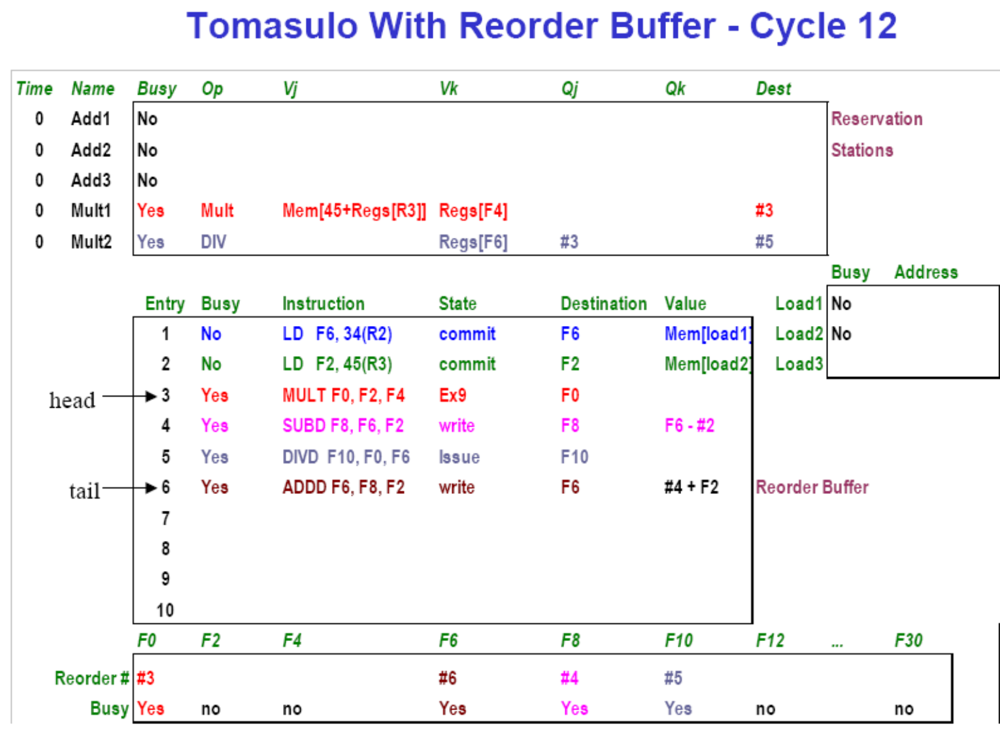 Tomasulo With Reorder Buffer - Cycle 12
Time Name Busy Op Vj Vk Qj Qk Dest
0 Add1 No Reservation
0 Add2 No Stations
0 Add3 No
0 Mult1 Yes Mult Mem[45+Regs[R3]] Regs[F4] #3
0 Mult2 Yes DIV Regs[F6] #3 #5
Busy Address
Entry Busy Instruction State Destination Value Load1 No
1 No LD F6, 34(R2) commit F6 Mem[load1] Load2 No
2 No LD F2, 45(R3) commit F2 Mem[load2] Load3
head 3 Yes MULT F0, F2, F4 Ex9 F0
4 Yes SUBD F8, F6, F2 write F8 F6 - #2
5 Yes DIVD F10, F0, F6 Issue F10
tail 6 Yes ADDD F6, F8, F2 write F6 #4 + F2 Reorder Buffer
7
8
9
10
F0 F2 F4 F6 F8 F10 F12 ... F30
Reorder # #3 #6 #4 #5
Busy Yes no no Yes Yes Yes no no